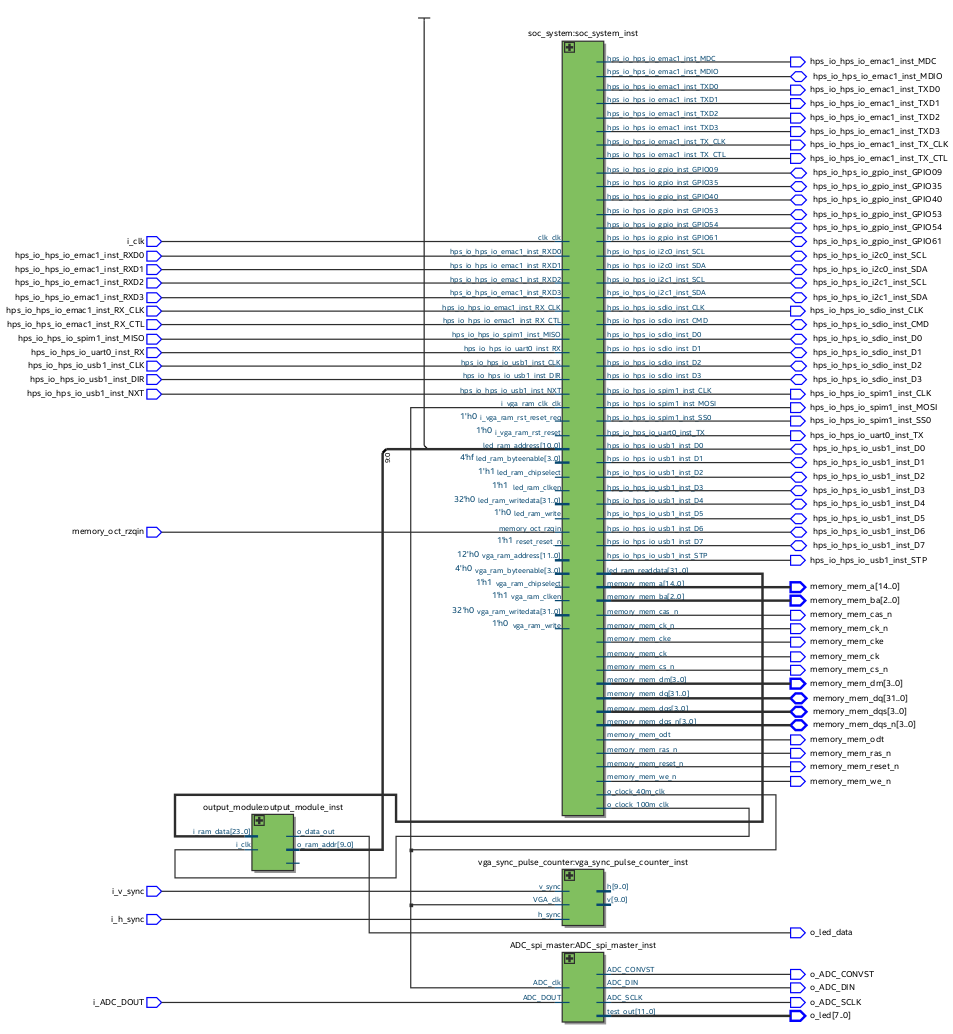 soc_system:soc_system_inst
hps_io_hps_io_emac1_inst_MDC hps_io_hps_io_emac1_inst_MDC
hps_io_hps_io_emac1_inst_MDIO hps_io_hps_io_emac1_inst_MDIO
hps_io_hps_io_emac1_inst_TXD0 hps_io_hps_io_emac1_inst_TXD0
hps_io_hps_io_emac1_inst_TXD1 hps_io_hps_io_emac1_inst_TXD1
hps_io_hps_io_emac1_inst_TXD2 hps_io_hps_io_emac1_inst_TXD2
hps_io_hps_io_emac1_inst_TXD3 hps_io_hps_io_emac1_inst_TXD3
hps_io_hps_io_emac1_inst_TX_CLK hps_io_hps_io_emac1_inst_TX_CLK
hps_io_hps_io_emac1_inst_TX_CTL hps_io_hps_io_emac1_inst_TX_CTL
hps_io_hps_io_gpio_inst_GPIO09 hps_io_hps_io_gpio_inst_GPIO09
hps_io_hps_io_gpio_inst_GPIO35 hps_io_hps_io_gpio_inst_GPIO35
hps_io_hps_io_gpio_inst_GPIO40 hps_io_hps_io_gpio_inst_GPIO40
hps_io_hps_io_gpio_inst_GPIO53 hps_io_hps_io_gpio_inst_GPIO53
hps_io_hps_io_gpio_inst_GPIO54 hps_io_hps_io_gpio_inst_GPIO54
i_clk clk_clk hps_io_hps_io_gpio_inst_GPIO61 hps_io_hps_io_gpio_inst_GPIO61
hps_io_hps_io_emac1_inst_RXD0 hps_io_hps_io_emac1_inst_RXD0 hps_io_hps_io_i2c0_inst_SCL hps_io_hps_io_i2c0_inst_SCL
hps_io_hps_io_emac1_inst_RXD1 hps_io_hps_io_emac1_inst_RXD1 hps_io_hps_io_i2c0_inst_SDA hps_io_hps_io_i2c0_inst_SDA
hps_io_hps_io_emac1_inst_RXD2 hps_io_hps_io_emac1_inst_RXD2 hps_io_hps_io_i2c1_inst_SCL hps_io_hps_io_i2c1_inst_SCL
hps_io_hps_io_emac1_inst_RXD3 hps_io_hps_io_emac1_inst_RXD3 hps_io_hps_io_i2c1_inst_SDA hps_io_hps_io_i2c1_inst_SDA
hps_io_hps_io_emac1_inst_RX_CLK hps_io_hps_io_emac1_inst_RX_CLK hps_io_hps_io_sdio_inst_CLK hps_io_hps_io_sdio_inst_CLK
hps_io_hps_io_emac1_inst_RX_CTL hps_io_hps_io_emac1_inst_RX_CTL hps_io_hps_io_sdio_inst_CMD hps_io_hps_io_sdio_inst_CMD
hps_io_hps_io_spim1_inst_MISO hps_io_hps_io_spim1_inst_MISO hps_io_hps_io_sdio_inst_D0 hps_io_hps_io_sdio_inst_D0
hps_io_hps_io_uart0_inst_RX hps_io_hps_io_uart0_inst_RX hps_io_hps_io_sdio_inst_D1 hps_io_hps_io_sdio_inst_D1
hps_io_hps_io_usb1_inst_CLK hps_io_hps_io_usb1_inst_CLK hps_io_hps_io_sdio_inst_D2 hps_io_hps_io_sdio_inst_D2
hps_io_hps_io_usb1_inst_DIR hps_io_hps_io_usb1_inst_DIR hps_io_hps_io_sdio_inst_D3 hps_io_hps_io_sdio_inst_D3
hps_io_hps_io_usb1_inst_NXT hps_io_hps_io_usb1_inst_NXT hps_io_hps_io_spim1_inst_CLK hps_io_hps_io_spim1_inst_CLK
i_vga_ram_clk_clk hps_io_hps_io_spim1_inst_MOSI hps_io_hps_io_spim1_inst_MOSI
1'h0 i_vga_ram_rst_reset_req hps_io_hps_io_spim1_inst_SS0 hps_io_hps_io_spim1_inst_SS0
1'h0 i_vga_ram_rst_reset hps_io_hps_io_uart0_inst_TX hps_io_hps_io_uart0_inst_TX
led_ram_address[10..0] hps_io_hps_io_usb1_inst_D0 hps_io_hps_io_usb1_inst_D0
9:0
4'hf led_ram_byteenable[3..0] hps_io_hps_io_usb1_inst_D1 hps_io_hps_io_usb1_inst_D1
1'h1 led_ram_chipselect hps_io_hps_io_usb1_inst_D2 hps_io_hps_io_usb1_inst_D2
1'h1 led_ram_clken hps_io_hps_io_usb1_inst_D3 hps_io_hps_io_usb1_inst_D3
32'h0 led_ram_writedata[31..0] hps_io_hps_io_usb1_inst_D4 hps_io_hps_io_usb1_inst_D4
1'h0 led_ram_write hps_io_hps_io_usb1_inst_D5 hps_io_hps_io_usb1_inst_D5
memory_oct_rzqin memory_oct_rzqin hps_io_hps_io_usb1_inst_D6 hps_io_hps_io_usb1_inst_D6
1'h1 reset_reset_n hps_io_hps_io_usb1_inst_D7 hps_io_hps_io_usb1_inst_D7
12'h0 vga_ram_address[11..0] hps_io_hps_io_usb1_inst_STP hps_io_hps_io_usb1_inst_STP
4'h0 vga_ram_byteenable[3..0] led_ram_readdata[31..0]
1'h1 vga_ram_chipselect memory_mem_a[14..0] memory_mem_a[14..0]
1'h1 vga_ram_clken memory_mem_ba[2..0] memory_mem_ba[2..0]
32'h0 vga_ram_writedata[31..0] memory_mem_cas_n memory_mem_cas_n
1'h0 vga_ram_write memory_mem_ck_n memory_mem_ck_n
memory_mem_cke memory_mem_cke
memory_mem_ck memory_mem_ck
memory_mem_cs_n memory_mem_cs_n
memory_mem_dm[3..0] memory_mem_dm[3..0]
memory_mem_dq[31..0] memory_mem_dq[31..0]
memory_mem_dqs[3..0] memory_mem_dqs[3..0]
memory_mem_dqs_n[3..0] memory_mem_dqs_n[3..0]
memory_mem_odt memory_mem_odt
memory_mem_ras_n memory_mem_ras_n
memory_mem_reset_n memory_mem_reset_n
memory_mem_we_n memory_mem_we_n
o_clock_40m_clk
o_clock_100m_clk
output_module:output_module_inst
i_ram_data[23..0] o_data_out
i_clk o_ram_addr[9..0]
vga_sync_pulse_counter:vga_sync_pulse_counter_inst
i_v_sync v_sync h[9..0]
VGA_clk v[9..0]
i_h_sync h_sync
o_led_data
ADC_spi_master:ADC_spi_master_inst
ADC_CONVST o_ADC_CONVST
ADC_clk ADC_DIN o_ADC_DIN
i_ADC_DOUT ADC_DOUT ADC_SCLK o_ADC_SCLK
test_out[11..0] o_led[7..0]